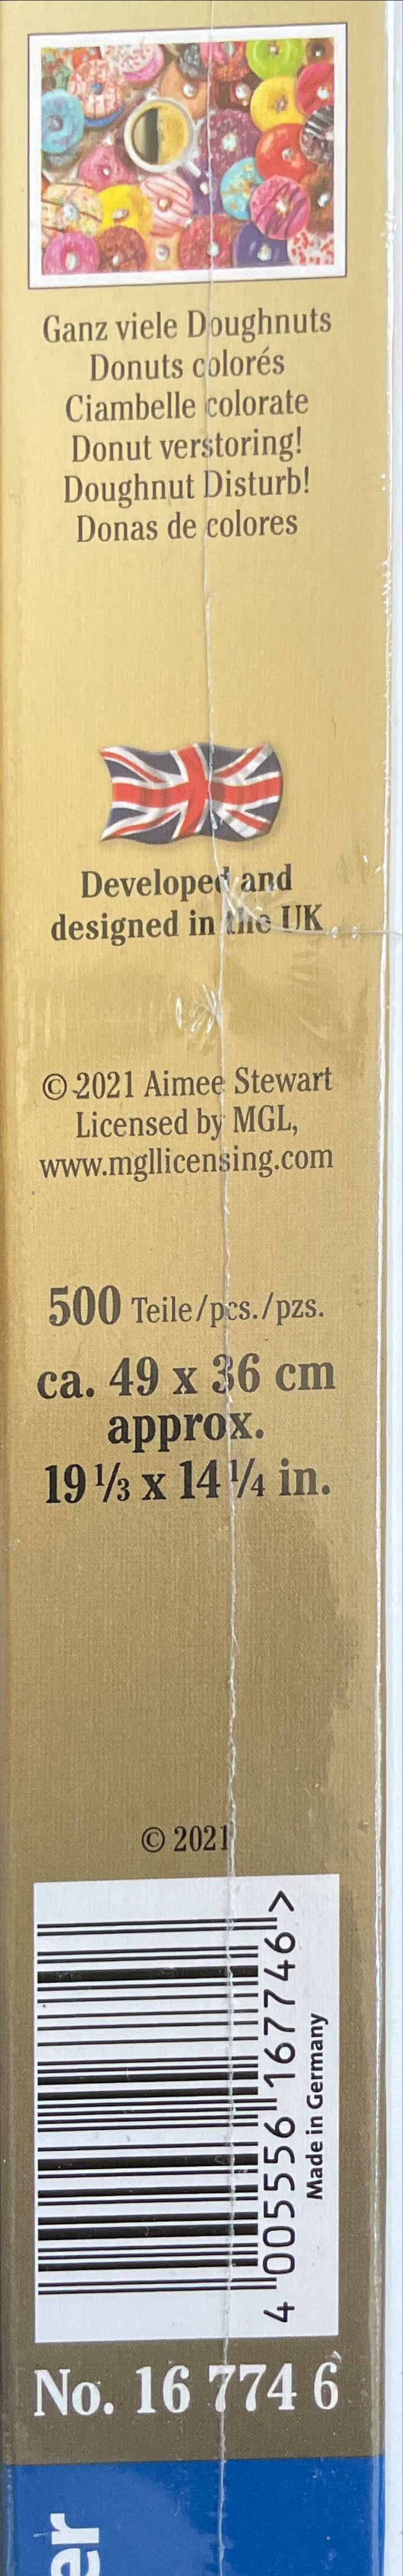 Ganz viele Doughnuts
Donuts colorés
Ciambelle colorate
Donut verstoring!
Doughnut Disturb!
Donas de colores
Developed and
designed in the UK
© 2021 Aimee Stewart
Licensed by MGL,
www.mgllicensing.com
500 Teile/pcs./pzs.
ca. 49 x 36 cm
approx.
19 1/3 x 14 1/4 in.
© 2021
4 005556 167746 >
Made in Germany
No. 16 774 6
er